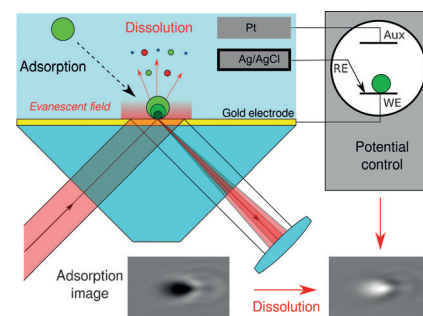 Dissolution
Pt
Aux
Adsorption
Ag/AgCl
RE
Evanescent field
Gold electrode
WE
Potential
control
Adsorption
image
Dissolution